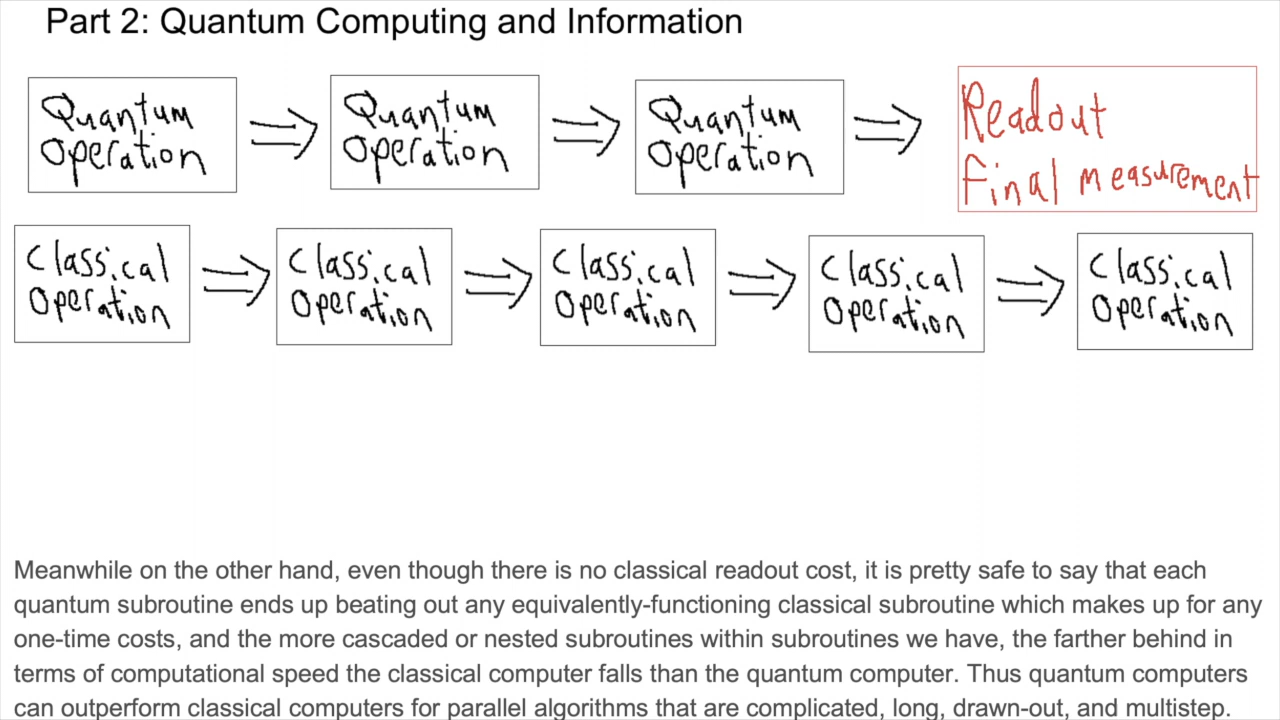 Part 2: Quantum Computing and Information
Quantum Operation ⇒ Quantum Operation ⇒ Quantum Operation ⇒ Readout Final measurement
Classical Operation ⇒ Classical Operation ⇒ Classical Operation ⇒ Classical Operation ⇒ Classical Operation
Meanwhile on the other hand, even though there is no classical readout cost, it is pretty safe to say that each
quantum subroutine ends up beating out any equivalently-functioning classical subroutine which makes up for any
one-time costs, and the more cascaded or nested subroutines within subroutines we have, the farther behind in
terms of computational speed the classical computer falls than the quantum computer. Thus quantum computers
can outperform classical computers for parallel algorithms that are complicated, long, drawn-out, and multistep.